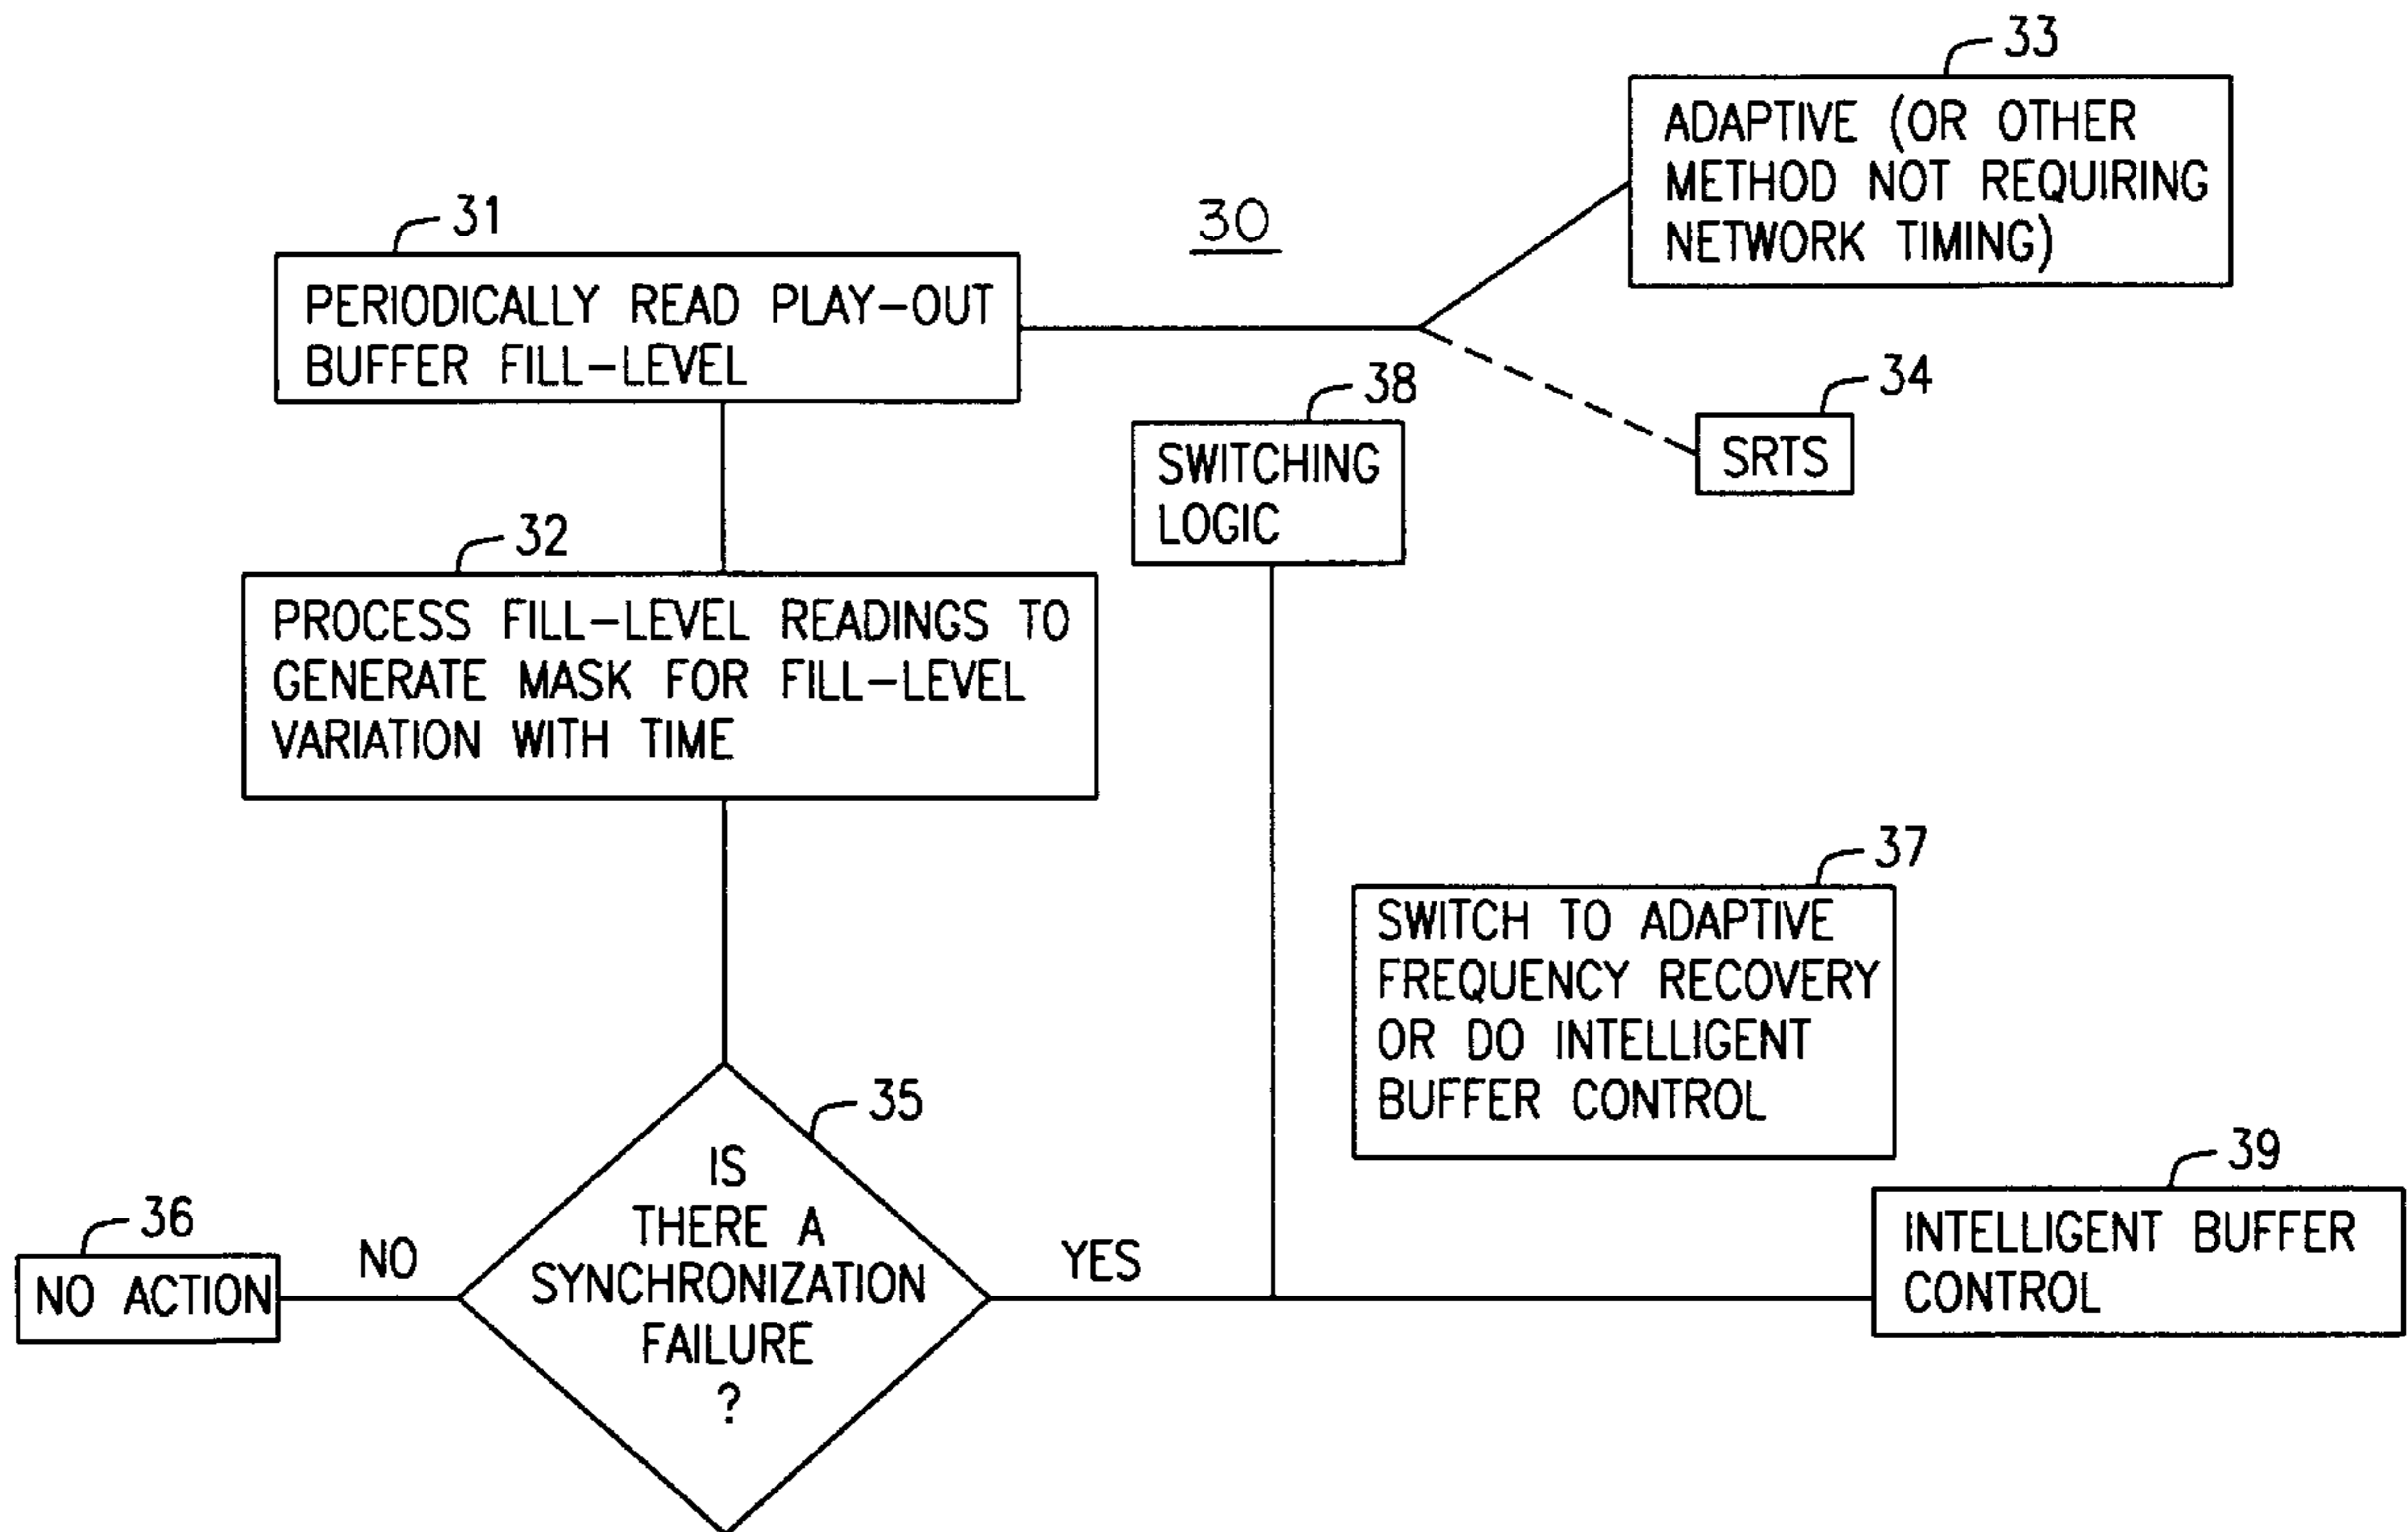 33
ADAPTIVE (OR OTHER
METHOD NOT REQUIRING
NETWORK TIMING)
31
30
PERIODICALLY READ PLAY-OUT
BUFFER FILL-LEVEL
38
34
SWITCHING
LOGIC
SRTS
32
PROCESS FILL-LEVEL READINGS TO
GENERATE MASK FOR FILL-LEVEL
VARIATION WITH TIME
37
SWITCH TO ADAPTIVE
FREQUENCY RECOVERY
OR DO INTELLIGENT
BUFFER CONTROL
35
IS
THERE A
SYNCHRONIZATION
FAILURE
?
36
NO ACTION
NO
YES
39
INTELLIGENT BUFFER
CONTROL